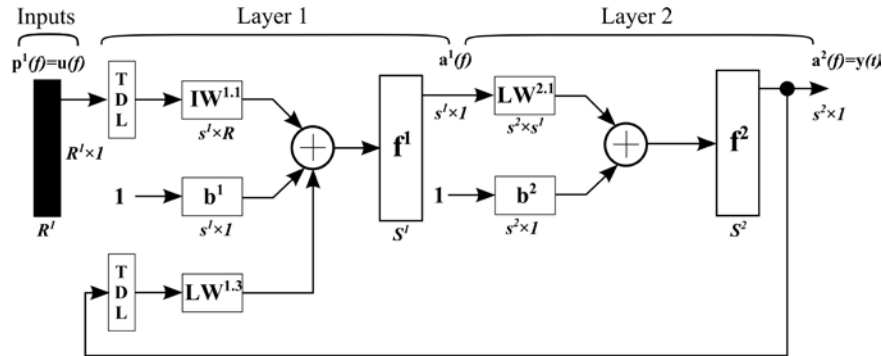 Inputs
Layer 1
Layer 2
p¹(f)=u(f)
a¹(f)
a²(f)=y(t)
T
D
L
IW¹·¹
s¹×R
R¹×1
1
b¹
s¹×1
R¹
T
D
L
LW¹·³
f¹
S¹
s¹×1
LW²·¹
s²×s¹
1
b²
s²×1
f²
S²
s²×1